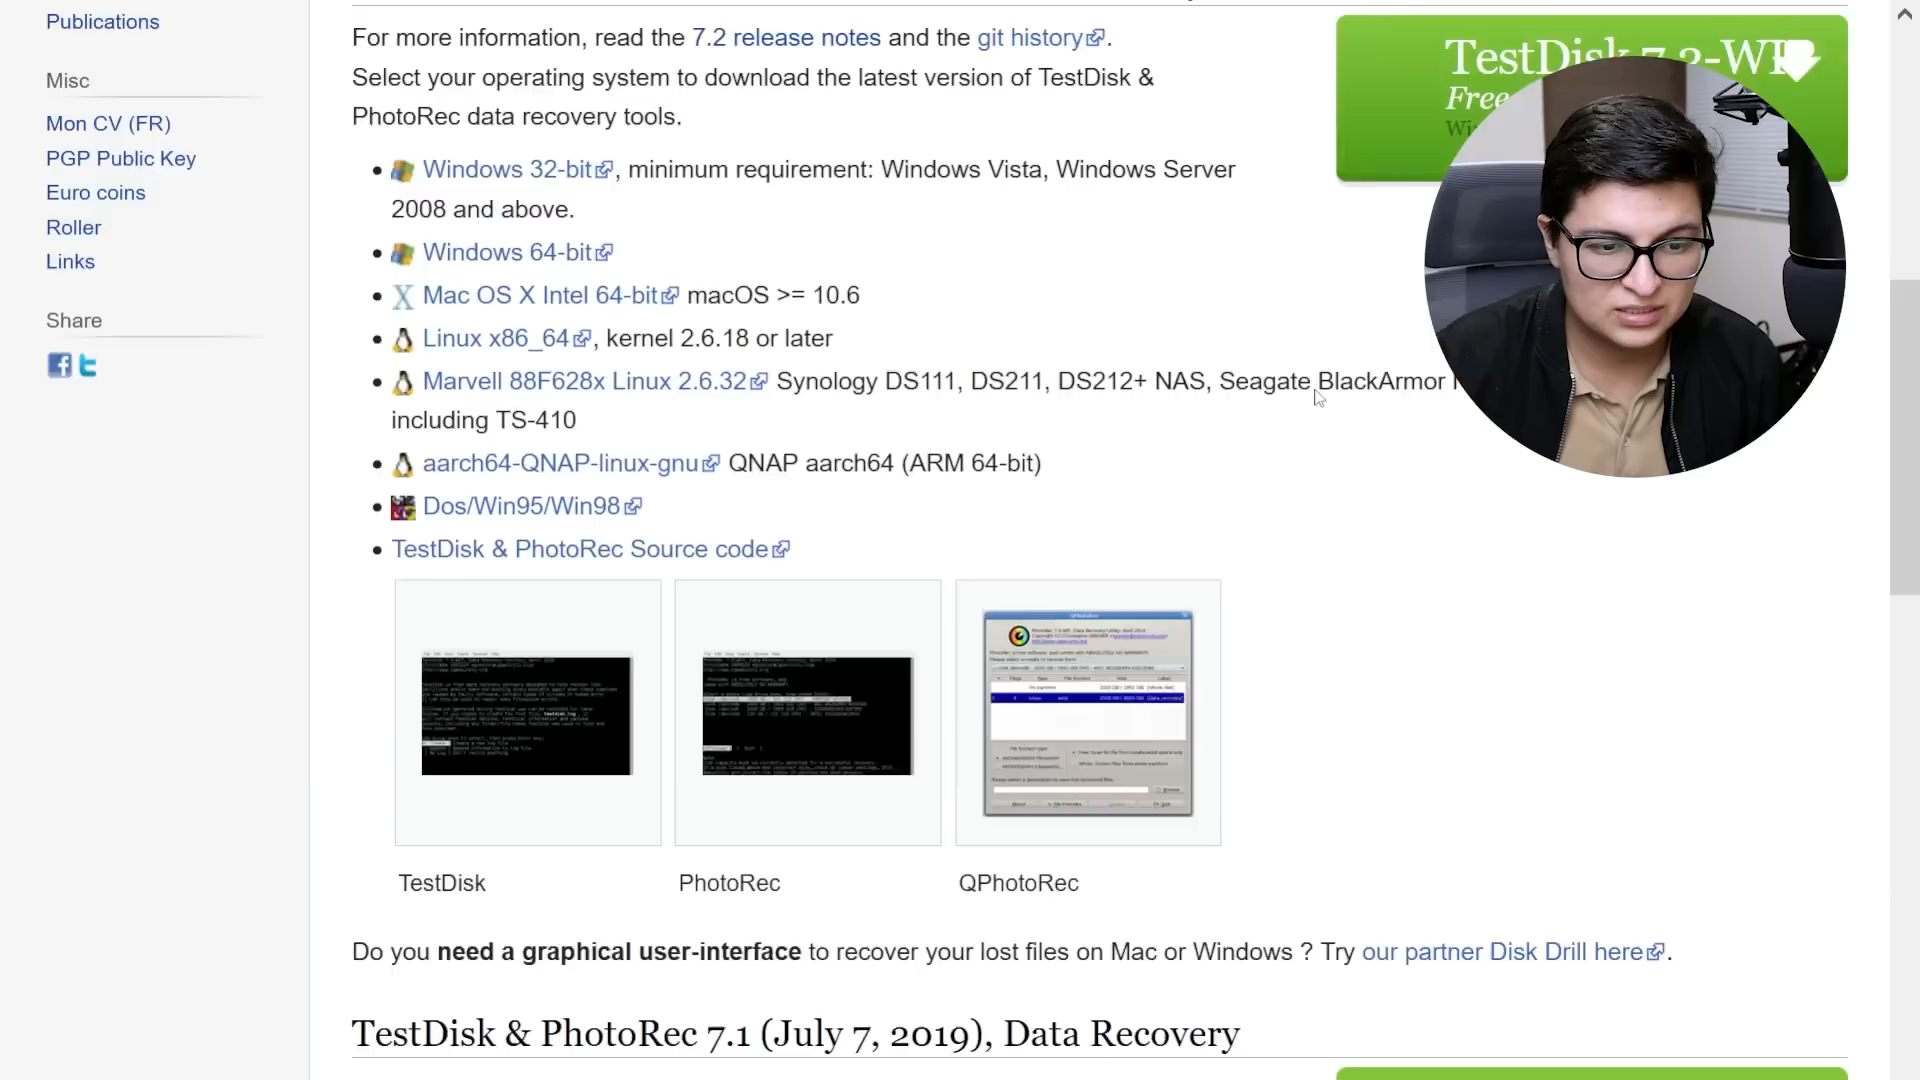 Publications
Misc
Mon CV (FR)
PGP Public Key
Euro coins
Roller
Links
Share
For more information, read the 7.2 release notes and the git history.
Select your operating system to download the latest version of TestDisk &
PhotoRec data recovery tools.
Windows 32-bit, minimum requirement: Windows Vista, Windows Server
2008 and above.
Windows 64-bit
Mac OS X Intel 64-bit macOS >= 10.6
Linux x86_64, kernel 2.6.18 or later
Marvell 88F628x Linux 2.6.32 Synology DS111, DS211, DS212+ NAS, Seagate BlackArmor
including TS-410
aarch64-QNAP-linux-gnu QNAP aarch64 (ARM 64-bit)
Dos/Win95/Win98
TestDisk & PhotoRec Source code
TestDisk
PhotoRec
QPhotoRec
Do you need a graphical user-interface to recover your lost files on Mac or Windows ? Try our partner Disk Drill here.
TestDisk & PhotoRec 7.1 (July 7, 2019), Data Recovery
TestDisk 7.2-WI
Free